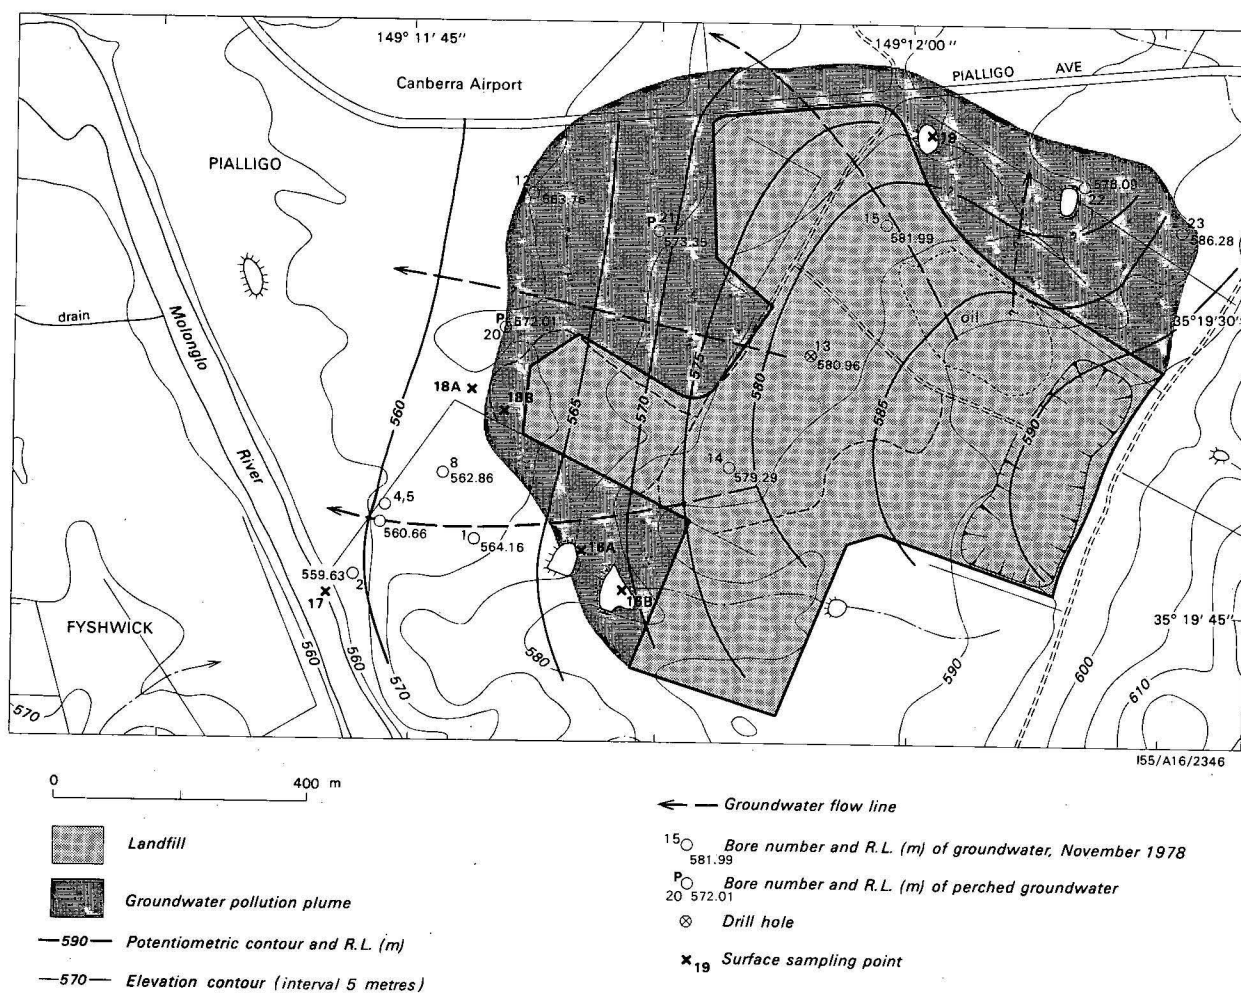 149° 11' 45"
149° 12' 00"
Canberra Airport
PIALLIGO AVE
PIALLIGO
19
12
563.76
P 21
573.35
15
581.99
578.09
22
23
586.28
drain
Molonglo
River
P
20
572.01
oil
35° 19' 30"
13
580.96
575
580
560
565
570
585
590
18A
18B
8
562.86
14
579.29
4,5
560.66
1
564.16
16A
559.63
2
17
FYSHWICK
560
560
570
580
590
600
610
35° 19' 45"
570
I55/A16/2346
0 400 m
Landfill
Groundwater pollution plume
590 Potentiometric contour and R.L. (m)
570 Elevation contour (interval 5 metres)
Groundwater flow line
15
581.99
Bore number and R.L. (m) of groundwater, November 1978
P
20 572.01
Bore number and R.L. (m) of perched groundwater
Drill hole
19 Surface sampling point